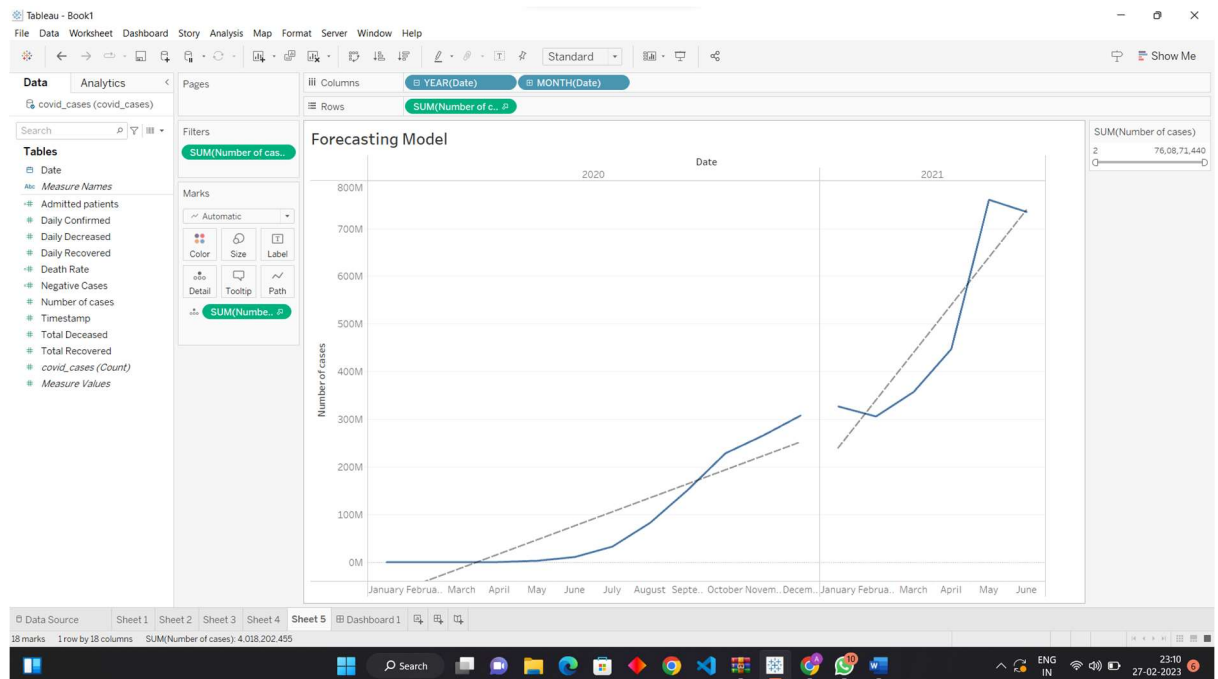 Tableau - Book1
File Data Worksheet Dashboard Story Analysis Map Format Server Window Help
Standard
Show Me
Data Analytics
covid_cases (covid_cases)
Search
Tables
Date
Abc Measure Names
Admitted patients
Daily Confirmed
Daily Decreased
Daily Recovered
Death Rate
Negative Cases
Number of cases
Timestamp
Total Deceased
Total Recovered
covid_cases (Count)
Measure Values
Pages
Filters
SUM(Number of cas..
Marks
Automatic
Color Size Label
Detail Tooltip Path
SUM(Numbe..
Columns YEAR(Date) MONTH(Date)
Rows SUM(Number of c..
Forecasting Model
Date
2020 2021
800M
700M
600M
500M
400M
300M
200M
100M
0M
Number of cases
January Februa.. March April May June July August Septe.. October Novem.. Decem.. January Februa.. March April May June
SUM(Number of cases)
2 76,08,71,440
Data Source Sheet 1 Sheet 2 Sheet 3 Sheet 4 Sheet 5 Dashboard 1
18 marks 1 row by 18 columns SUM(Number of cases): 4.018.202.455
Search
10
ENG
IN
23:10
27-02-2023
6